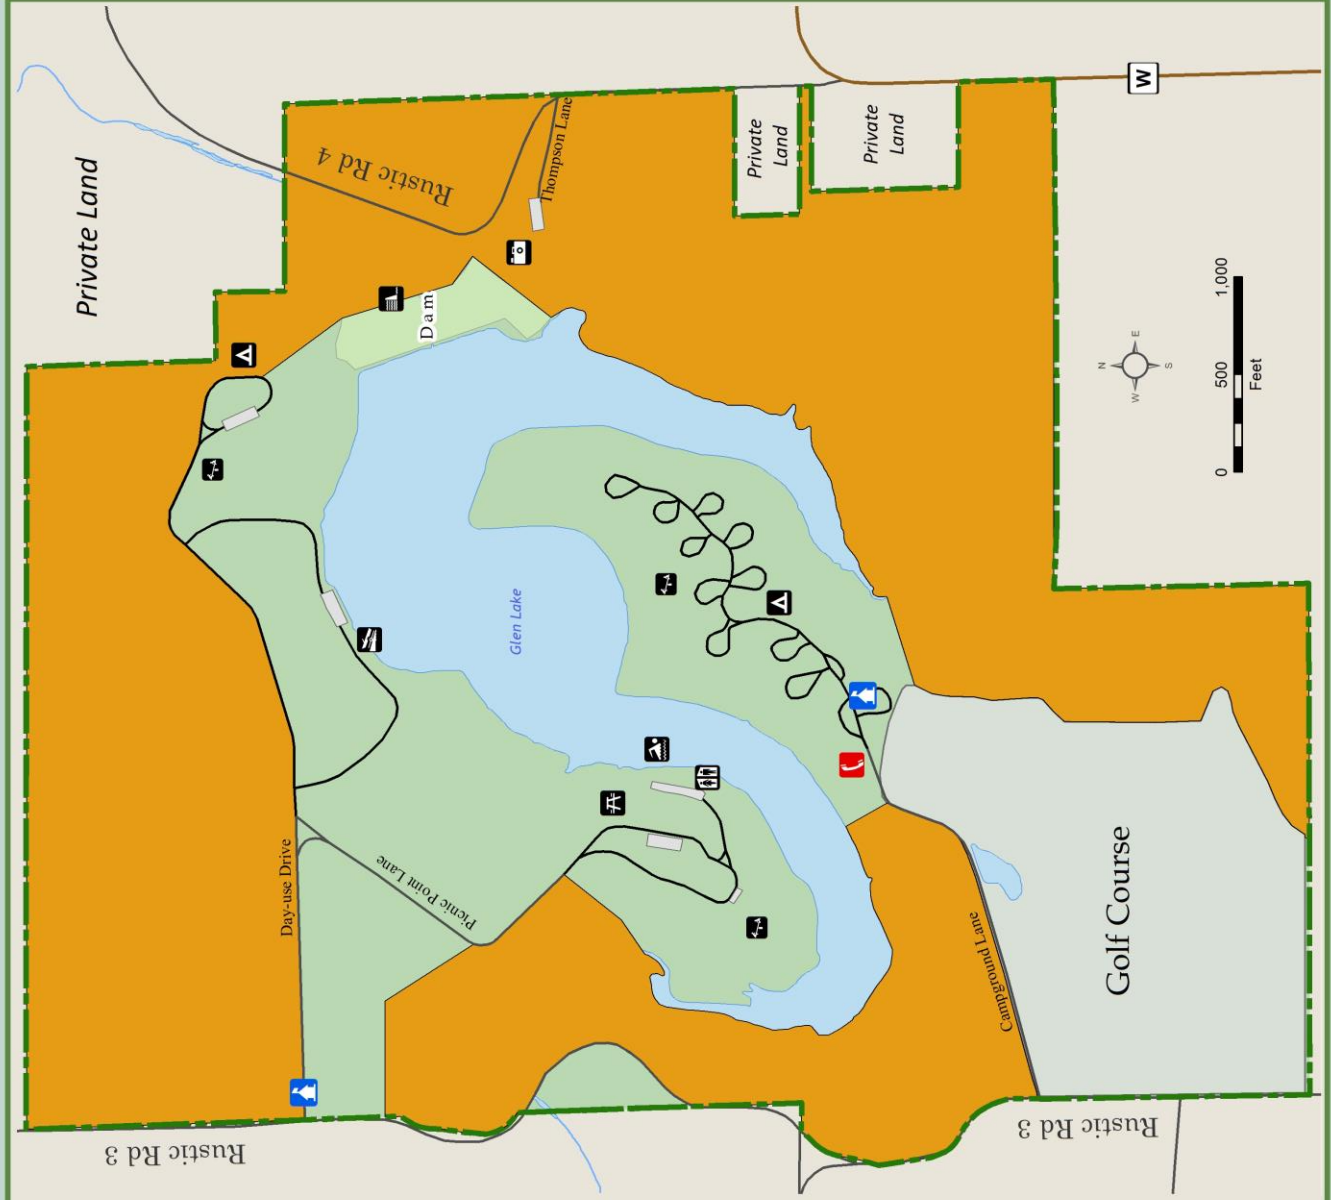 W
Private Land
Private
Land
Private
Land
Rustic Rd 4
Thompson Lane
Dam
1,000
500
0
Feet
N
E
S
W
Glen Lake
Day-use Drive
Picnic Point Lane
Campground Lane
Golf Course
Rustic Rd 3
Rustic Rd 3